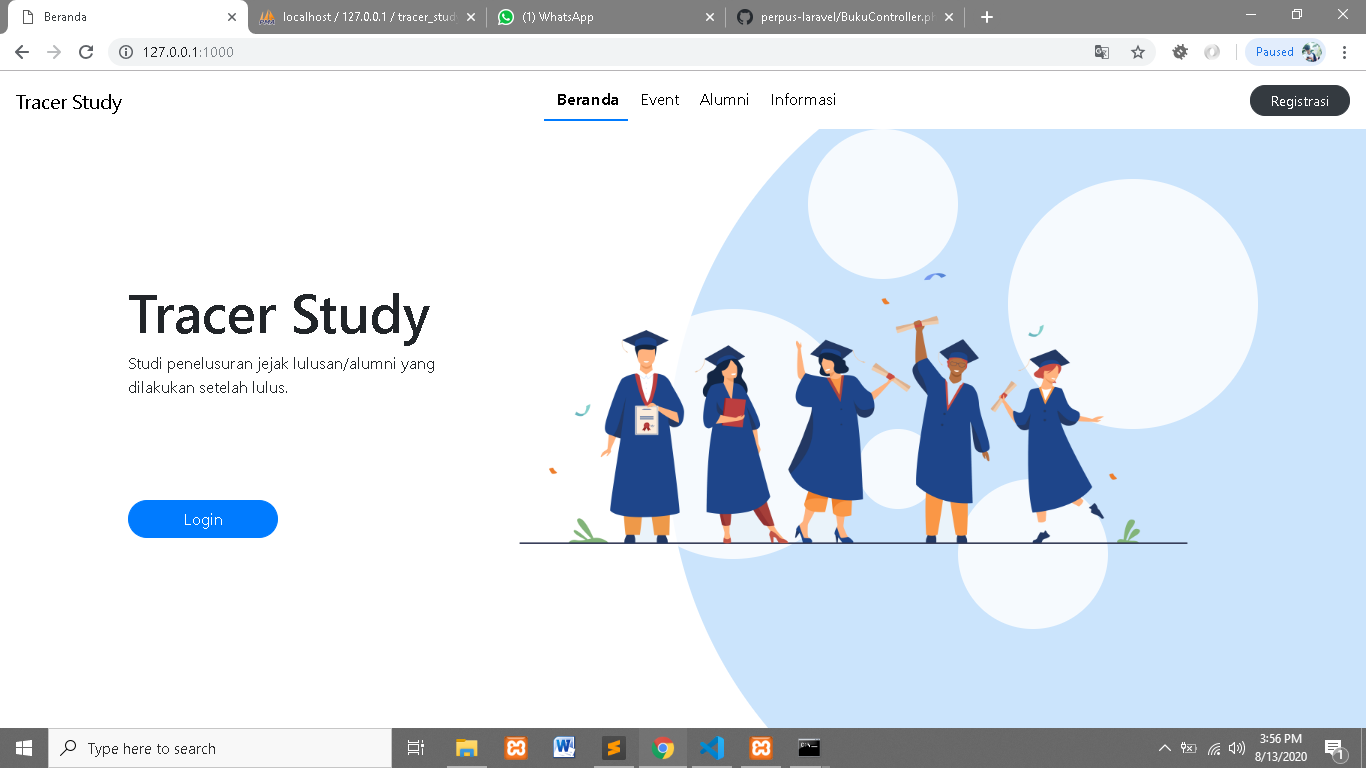 Beranda
localhost / 127.0.0.1 / tracer_stud
(1) WhatsApp
perpus-laravel/BukuController.ph
127.0.0.1:1000
Paused
Tracer Study
Beranda
Event
Alumni
Informasi
Registrasi
Tracer Study
Studi penelusuran jejak lulusan/alumni yang
dilakukan setelah lulus.
Login
Type here to search
3:56 PM
8/13/2020
1